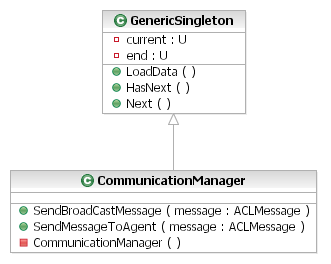 C GenericSingleton
current : U
end : U
LoadData ( )
HasNext ( )
Next ( )
C CommunicationManager
SendBroadCastMessage ( message : ACLMessage )
SendMessageToAgent ( message : ACLMessage )
CommunicationManager ( )